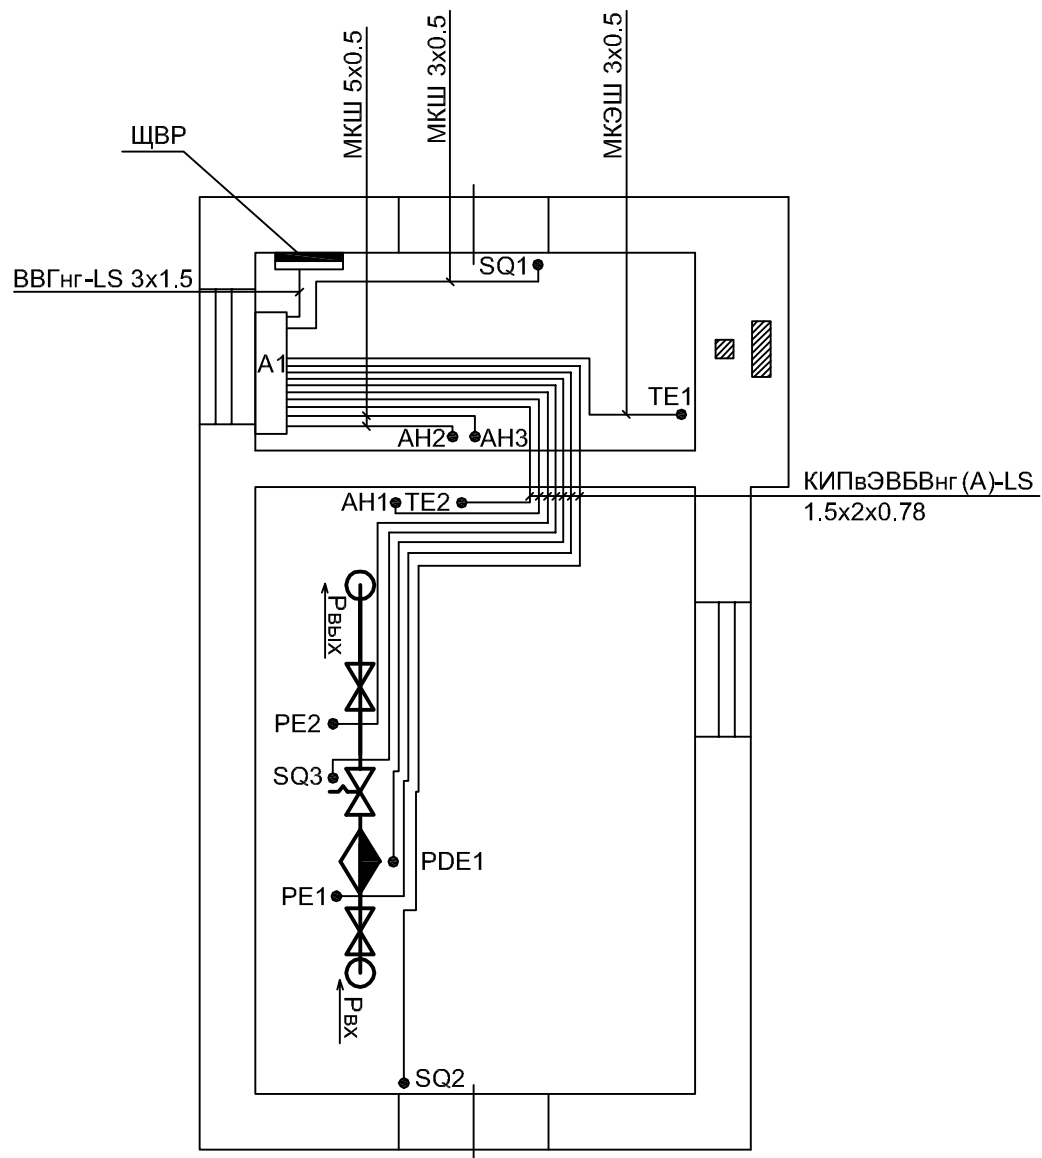 МКШ 5х0.5
МКШ 3х0.5
МКЭШ 3х0.5
ЩВР
SQ1
ВВГнг-LS 3х1.5
A1
TE1
AH2
AH3
КИПвЭВБВнг (А)-LS
1.5х2х0.78
AH1
TE2
Рвых
PE2
SQ3
PDE1
PE1
Рвх
SQ2